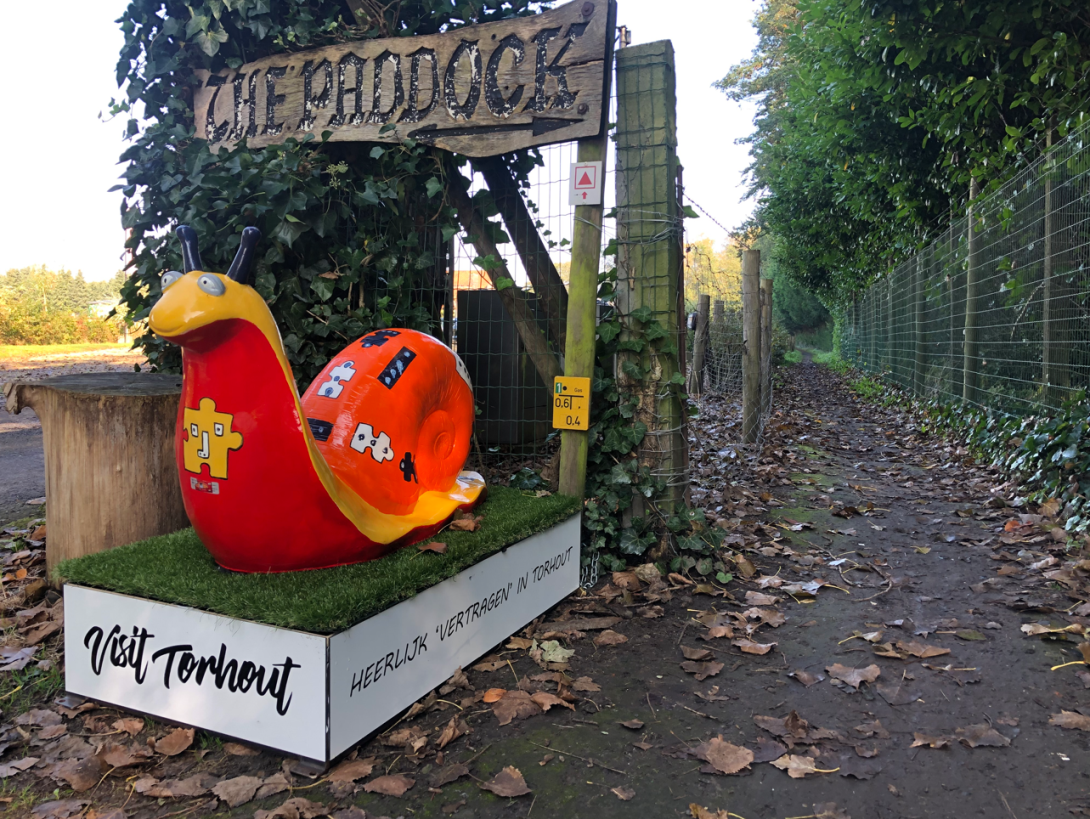 THE PADDOCK.
0.6
0.4
Visit Torhout
HEERLIJK 'VERTRAGEN' IN TORHOUT